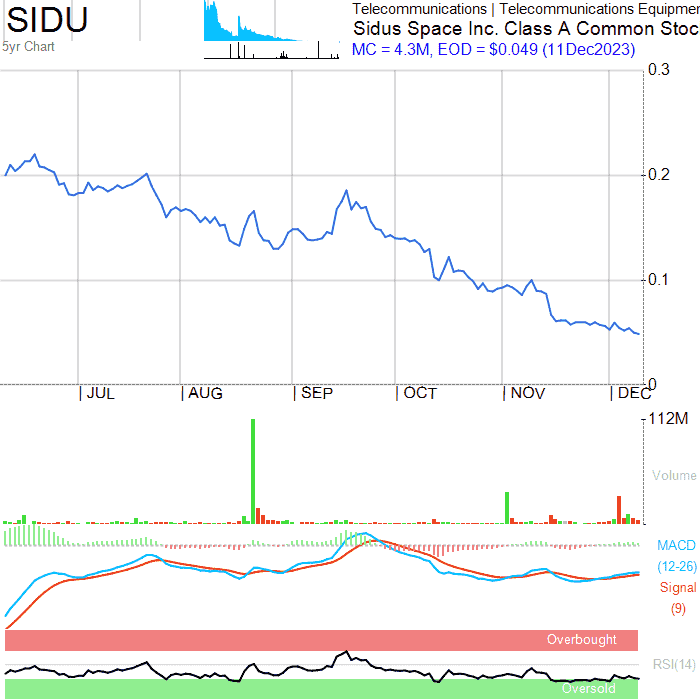 SIDU
5yr Chart
Telecommunications | Telecommunications Equipmen
Sidus Space Inc. Class A Common Stoc
MC = 4.3M, EOD = $0.049 (11Dec2023)
0.3
0.2
0.1
0
| JUL | AUG | SEP | OCT | NOV | DEC
112M
Volume
MACD
(12-26)
Signal
(9)
Overbought
RSI(14)
Oversold